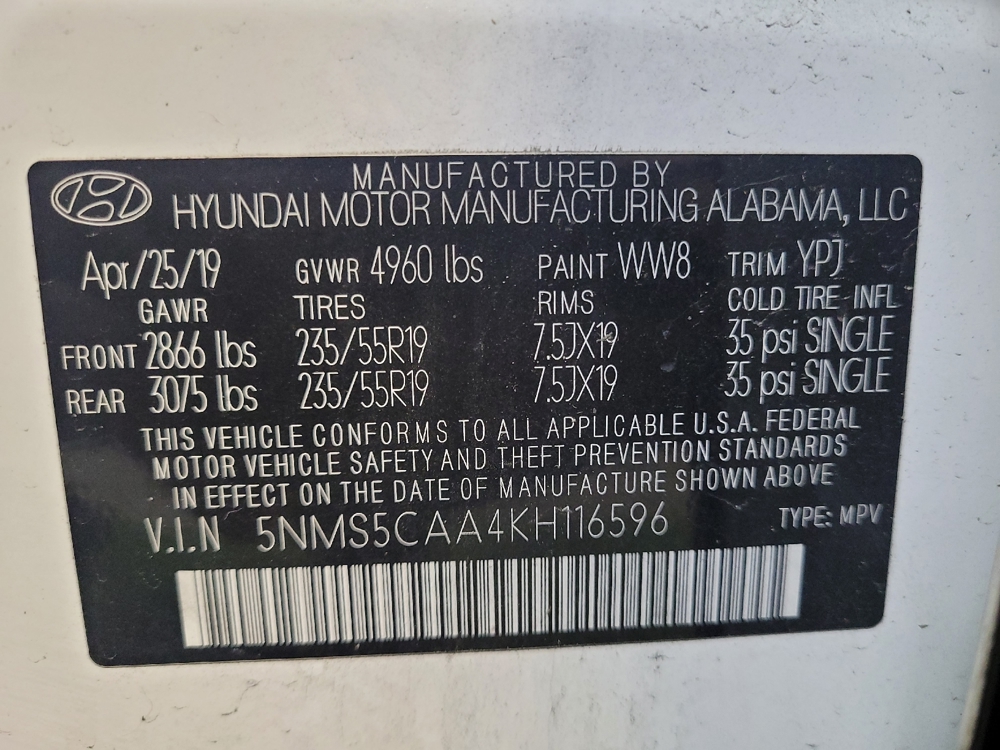 MANUFACTURED BY
HYUNDAI MOTOR MANUFACTURING ALABAMA, LLC
Apr/25/19 GVWR 4960 lbs PAINT WW8 TRIM YPJ
GAWR TIRES RIMS COLD TIRE INFL
FRONT 2866 lbs 235/55R19 7.5JX19 35 psi SINGLE
REAR 3075 lbs 235/55R19 7.5JX19 35 psi SINGLE
THIS VEHICLE CONFORMS TO ALL APPLICABLE U.S.A. FEDERAL
MOTOR VEHICLE SAFETY AND THEFT PREVENTION STANDARDS
IN EFFECT ON THE DATE OF MANUFACTURE SHOWN ABOVE
V.I.N 5NMS5CAA4KH116596 TYPE: MPV